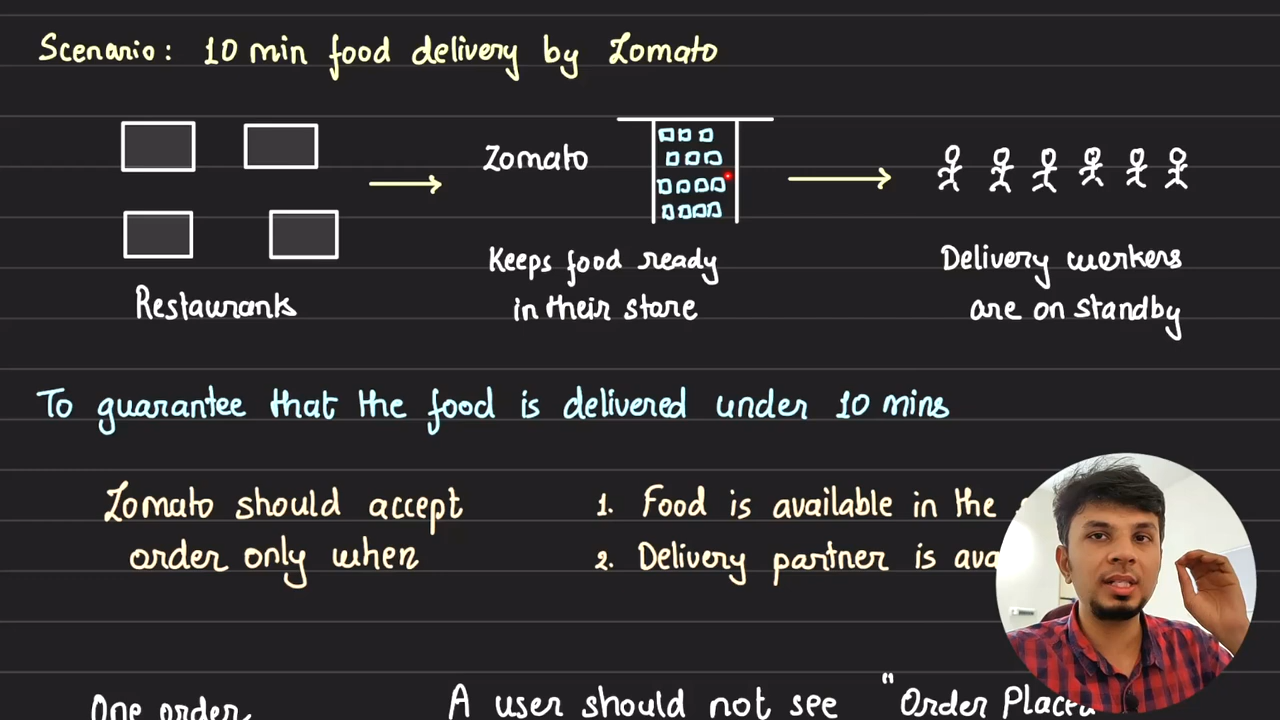 Scenario: 10 min food delivery by Zomato
Zomato
Keeps food ready
in their store
Restaurants
Delivery workers
are on standby
To guarantee that the food is delivered under 10 mins
Zomato should accept
order only when
1. Food is available in the
2. Delivery partner is
One order
A user should not see "Order Placed